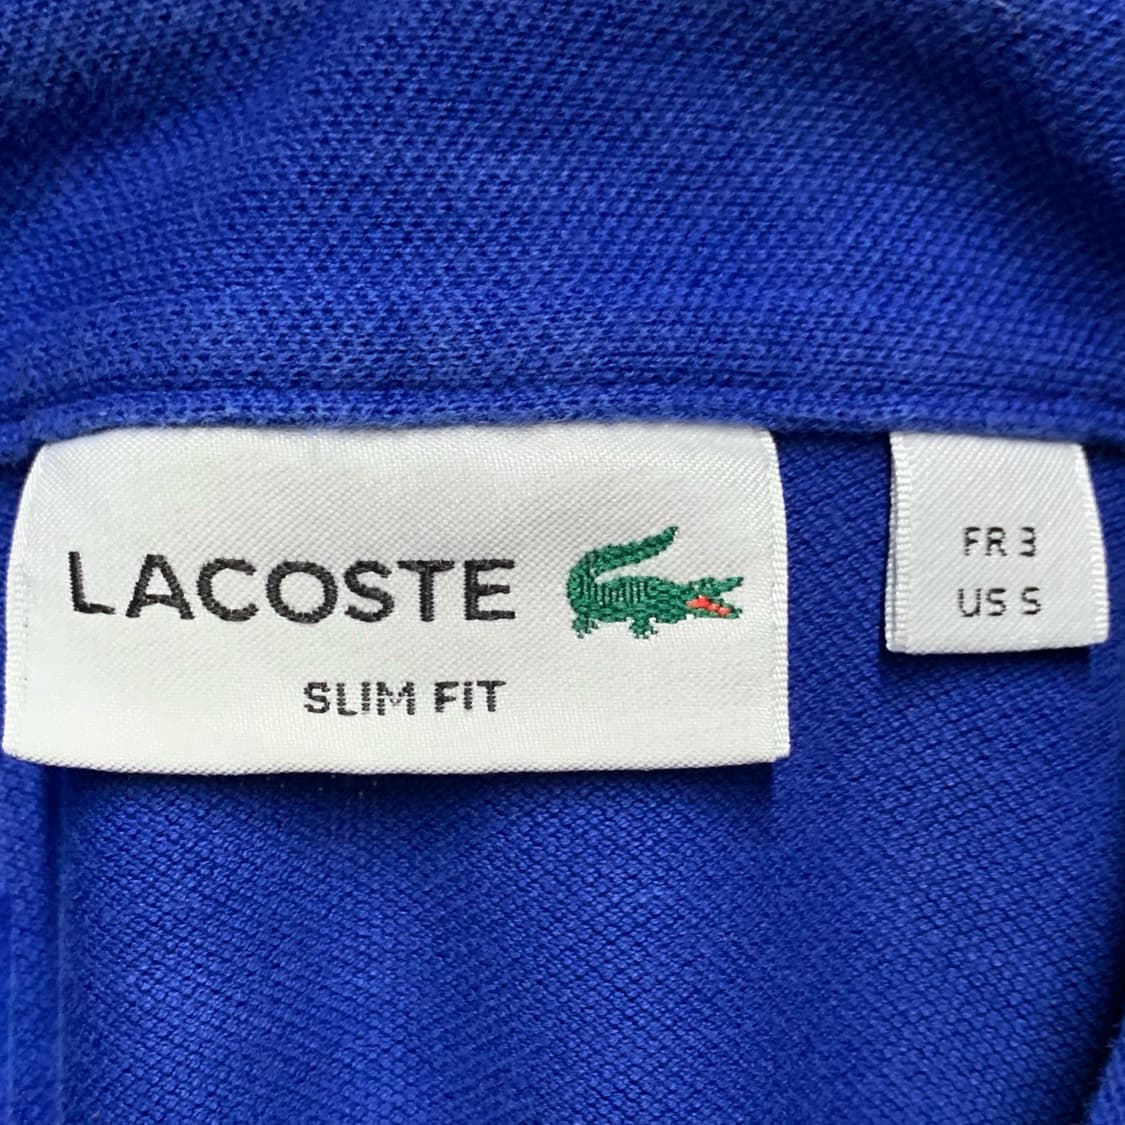 LACOSTE
SLIM FIT
FR 3
US S